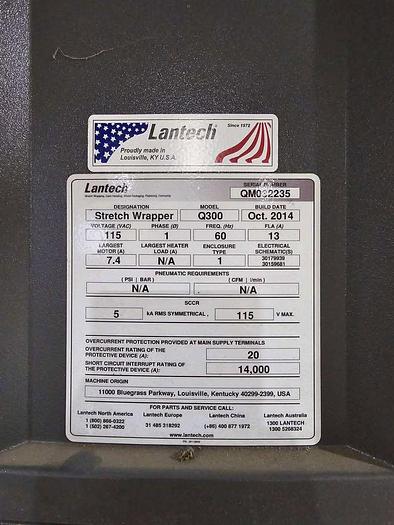 Lantech Since 1972
Proudly made in
Louisville, KY U.S.A.
Lantech SERIAL NUMBER
QM032235
DESIGNATION MODEL BUILD DATE
Stretch Wrapper Q300 Oct. 2014
VOLTAGE (VAC) PHASE (Ø) FREQ. (Hz) FLA (A)
115 1 60 13
LARGEST MOTOR (A) LARGEST HEATER LOAD (A) ENCLOSURE TYPE ELECTRICAL SCHEMATIC(S)
7.4 N/A 1 30179939
30159681
PNEUMATIC REQUIREMENTS
( PSI | BAR ) ( CFM | l/min )
N/A N/A
SCCR
5 kA RMS SYMMETRICAL, 115 V MAX.
OVERCURRENT PROTECTION PROVIDED AT MAIN SUPPLY TERMINALS
OVERCURRENT RATING OF THE
PROTECTIVE DEVICE (A): 20
SHORT CIRCUIT INTERRUPT RATING OF
THE PROTECTIVE DEVICE (A): 14,000
MACHINE ORIGIN
11000 Bluegrass Parkway, Louisville, Kentucky 40299-2399, USA
FOR PARTS AND SERVICE CALL:
Lantech North America Lantech Europe Lantech China Lantech Australia
1 (800) 866-0322 31 485 318292 (+86) 400 877 1972 1300 LANTECH
1 (502) 267-4200 1300 5268324
www.lantech.com